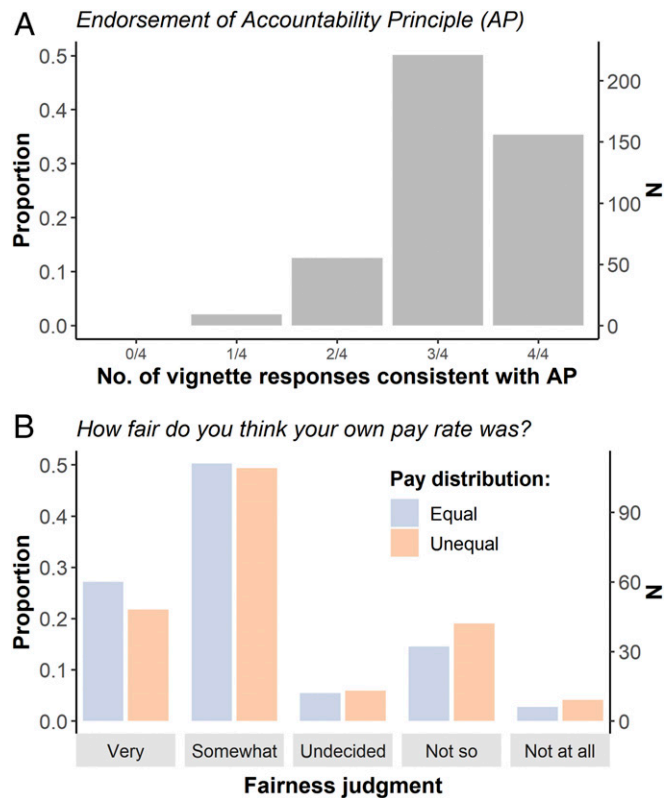 A
Endorsement of Accountability Principle (AP)
0.5
0.4
0.3
0.2
0.1
0.0
Proportion
200
150
100
50
0
N
0/4
1/4
2/4
3/4
4/4
No. of vignette responses consistent with AP
B
How fair do you think your own pay rate was?
0.5
0.4
0.3
0.2
0.1
0.0
Proportion
Pay distribution:
Equal
Unequal
90
60
30
0
N
Very
Somewhat
Undecided
Not so
Not at all
Fairness judgment